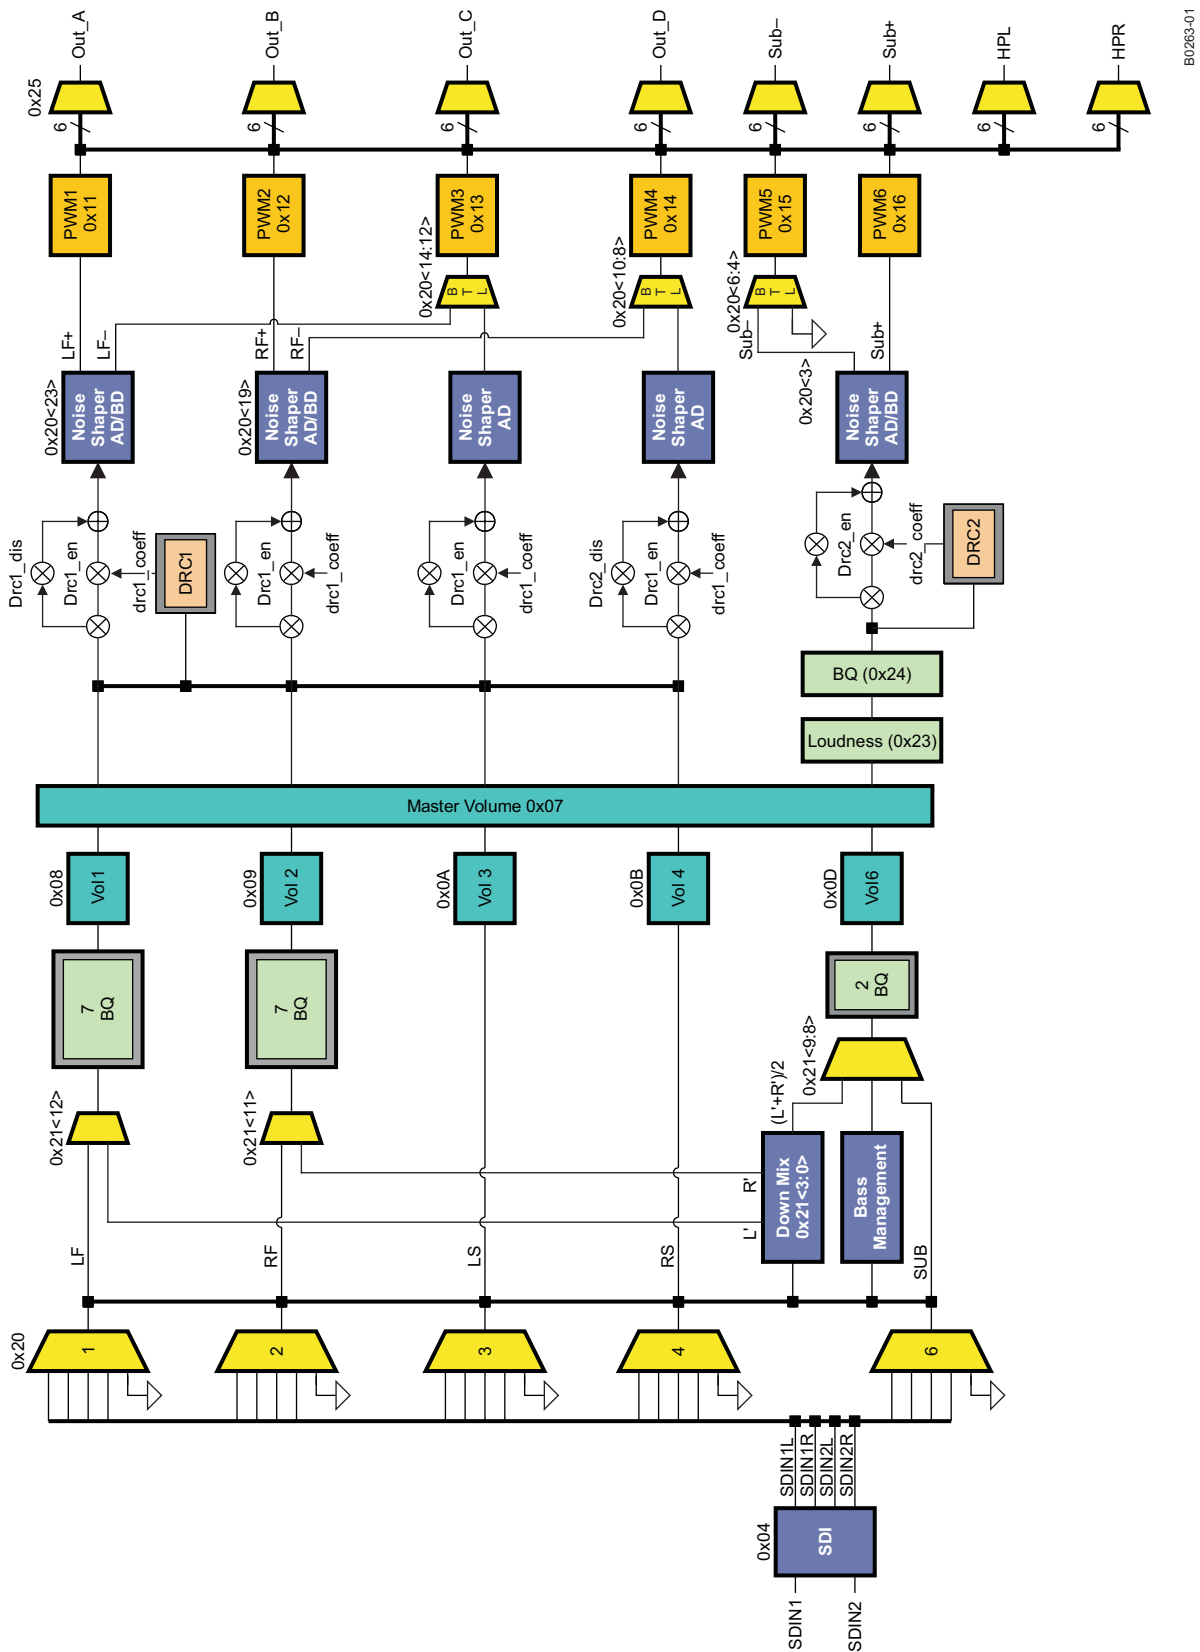 SDIN1
SDIN2
0x04
SDI
SDIN1L
SDIN1R
SDIN2L
SDIN2R
0x20
1
2
3
4
6
LF
RF
LS
RS
SUB
L'
R'
Down Mix
0x21<3:0>
Bass
Management
(L'+R')/2
0x21<12>
0x21<11>
0x21<9:8>
7
BQ
7
BQ
2
BQ
0x08
Vol1
0x09
Vol 2
0x0A
Vol 3
0x0B
Vol 4
0x0D
Vol6
Master Volume 0x07
Loudness (0x23)
BQ (0x24)
Drc1_dis
Drc1_en
drc1_coeff
DRC1
Drc1_en
drc1_coeff
drc1_coeff
Drc2_dis
Drc1_en
drc1_coeff
Drc2_en
drc2_coeff
DRC2
0x20<23>
Noise
Shaper
AD/BD
0x20<19>
Noise
Shaper
AD/BD
Noise
Shaper
AD
Noise
Shaper
AD
0x20<3>
Noise
Shaper
AD/BD
LF+
LF–
RF+
RF–
Sub–
Sub+
0x20<14:12>
B
T
L
0x20<10:8>
B
T
L
0x20<6:4>
B
T
L
PWM1
0x11
PWM2
0x12
PWM3
0x13
PWM4
0x14
PWM5
0x15
PWM6
0x16
6
6
6
6
6
6
6
6
0x25
Out_A
Out_B
Out_C
Out_D
Sub–
Sub+
HPL
HPR
B0263-01